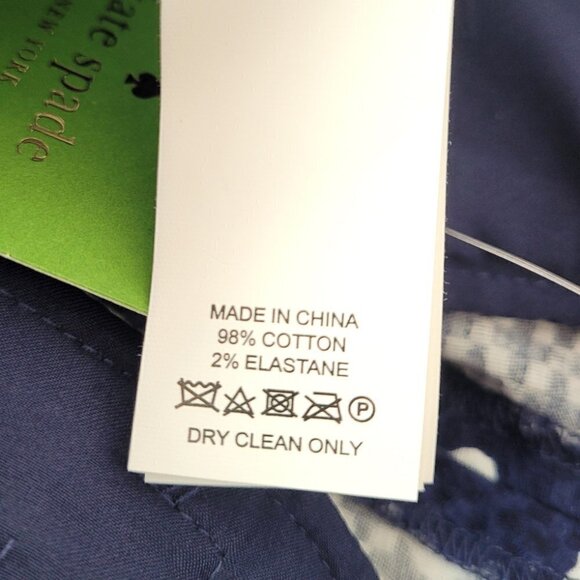 kate spade
NEW YORK
MADE IN CHINA
98% COTTON
2% ELASTANE
P
DRY CLEAN ONLY